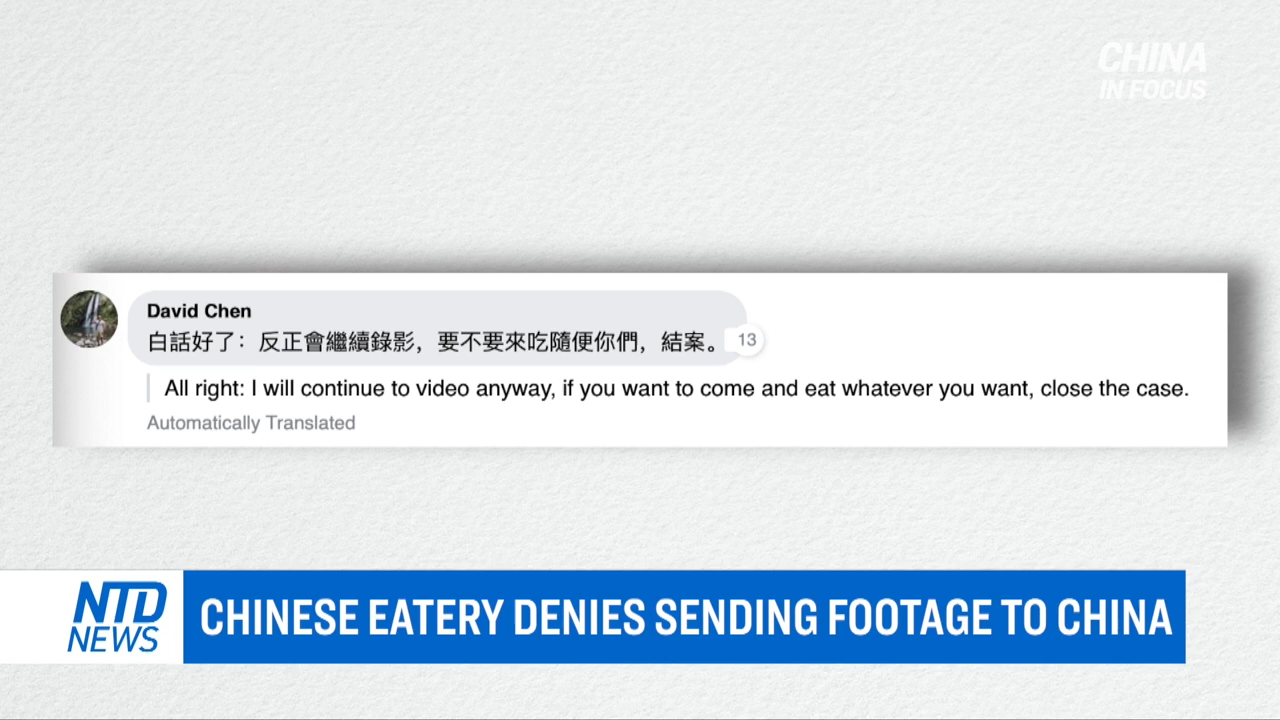 CHINA
IN FOCUS
David Chen
白話好了：反正會繼續錄影，要不要來吃隨便你們，結案。
13
All right: I will continue to video anyway, if you want to come and eat whatever you want, close the case.
Automatically Translated
NTD
NEWS
CHINESE EATERY DENIES SENDING FOOTAGE TO CHINA